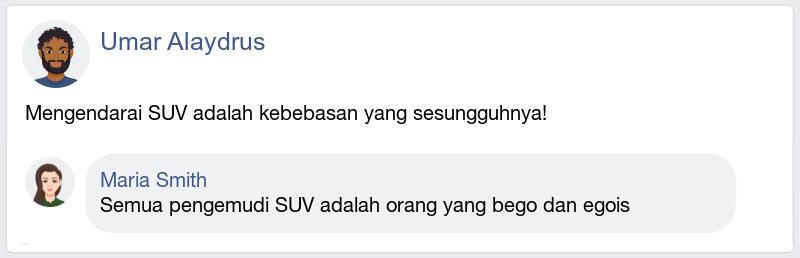 Umar Alaydrus
Mengendarai SUV adalah kebebasan yang sesungguhnya!
Maria Smith
Semua pengemudi SUV adalah orang yang bego dan egois